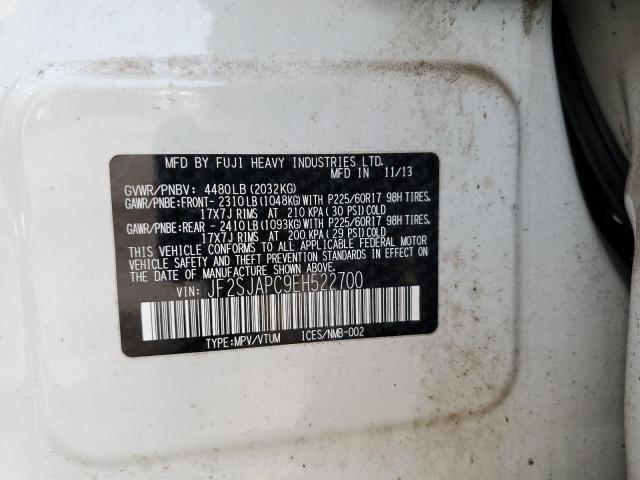 MFD BY FUJI HEAVY INDUSTRIES LTD.
MFD IN 11/13
GVWR/PNBV: 4480LB(2032KG)
GAWR/PNBE:FRONT- 2310LB(1048KG)WITH P225/60R17 98H TIRES,
17X7J RIMS AT 210 KPA(30 PSI)COLD
GAWR/PNBE:REAR - 2410LB(1093KG)WITH P225/60R17 98H TIRES,
17X7J RIMS AT 200 KPA(29 PSI)COLD
THIS VEHICLE CONFORMS TO ALL APPLICABLE FEDERAL MOTOR
VEHICLE SAFETY AND THEFT PREVENTION STANDARDS IN EFFECT
ON THE DATE OF MANUFACTURE SHOWN ABOVE.
VIN: JF2SJAPC9EH522700
TYPE:MPV/VTUM ICES/NMB-002